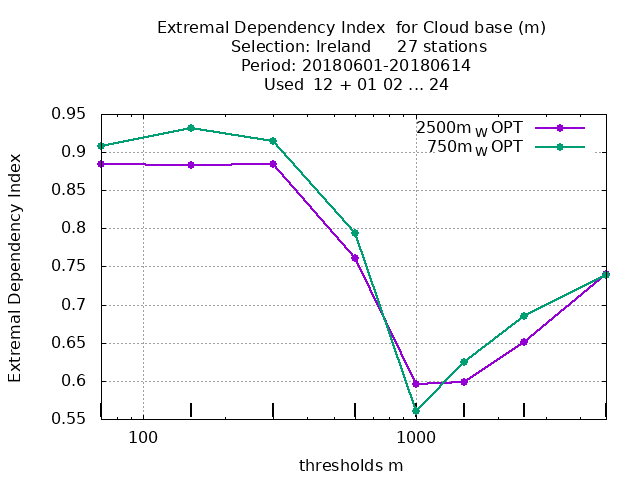 Extremal Dependency Index for Cloud base (m)
Selection: Ireland 27 stations
Period: 20180601-20180614
Used 12 + 01 02 ... 24
Extremal Dependency Index
0.95
0.9
0.85
0.8
0.75
0.7
0.65
0.6
0.55
2500m W OPT
750m W OPT
100 1000
thresholds m